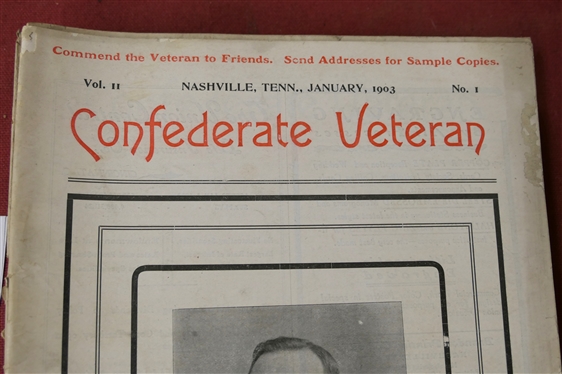 Commend the Veteran to Friends. Send Addresses for Sample Copies.
Vol. 11 NASHVILLE, TENN., JANUARY, 1903 No. 1
Confederate Veteran